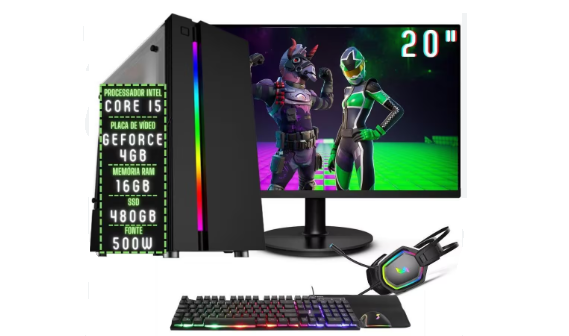 20"
PROCESSADOR INTEL
CORE I5
PLACA DE VÍDEO
GEFORCE
4GB
MEMÓRIA RAM
16GB
SSD
480GB
FONTE
500W